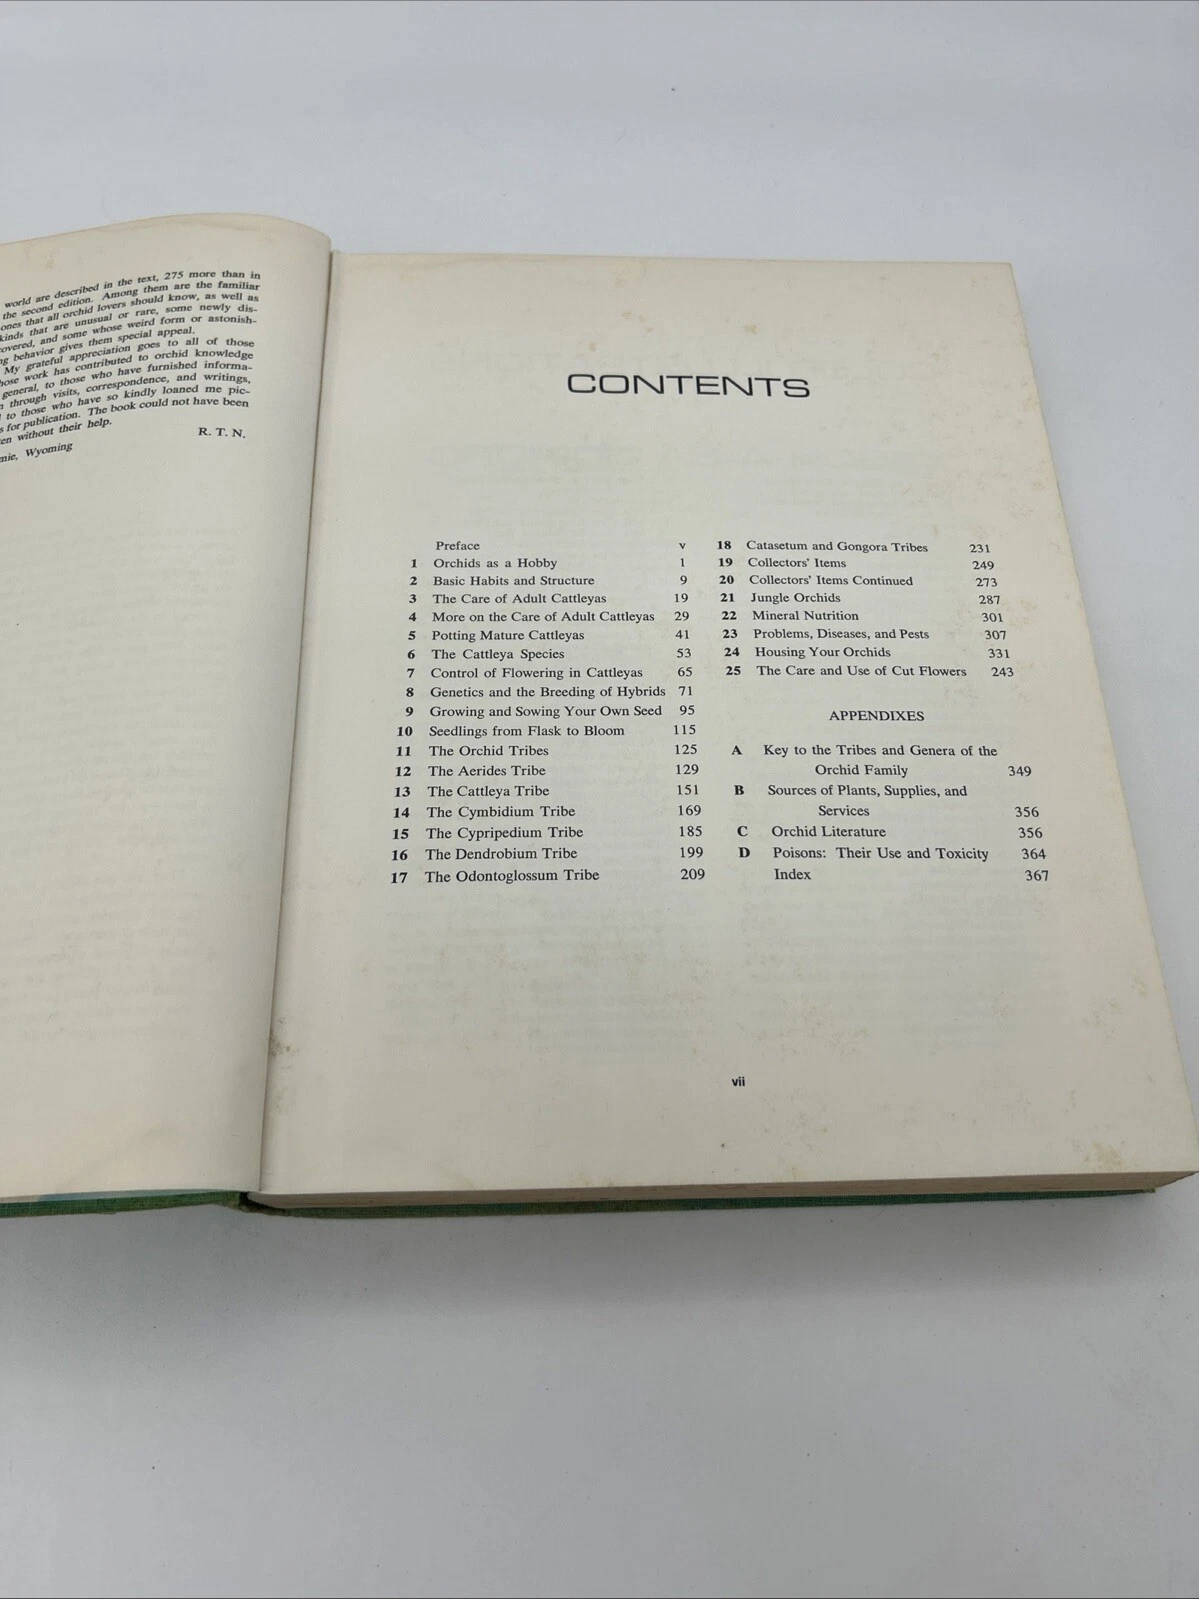 world are described in the text, 275 more than in
the second edition. Among them are the familiar
ones that all orchid lovers should know, as well as
kinds that are unusual or rare, some newly dis-
covered, and some whose weird form or astonish-
behavior gives them special appeal.
My grateful appreciation goes to all of those
whose work has contributed to orchid knowledge
general, to those who have furnished informa-
through visits, correspondence, and writings,
to those who have so kindly loaned me pic-
for publication. The book could not have been
without their help.
R. T. N.
Wyoming
CONTENTS
Preface v
1 Orchids as a Hobby 1
2 Basic Habits and Structure 9
3 The Care of Adult Cattleyas 19
4 More on the Care of Adult Cattleyas 29
5 Potting Mature Cattleyas 41
6 The Cattleya Species 53
7 Control of Flowering in Cattleyas 65
8 Genetics and the Breeding of Hybrids 71
9 Growing and Sowing Your Own Seed 95
10 Seedlings from Flask to Bloom 115
11 The Orchid Tribes 125
12 The Aerides Tribe 129
13 The Cattleya Tribe 151
14 The Cymbidium Tribe 169
15 The Cypripedium Tribe 185
16 The Dendrobium Tribe 199
17 The Odontoglossum Tribe 209
18 Catasetum and Gongora Tribes 231
19 Collectors' Items 249
20 Collectors' Items Continued 273
21 Jungle Orchids 287
22 Mineral Nutrition 301
23 Problems, Diseases, and Pests 307
24 Housing Your Orchids 331
25 The Care and Use of Cut Flowers 243
APPENDIXES
A Key to the Tribes and Genera of the
Orchid Family 349
B Sources of Plants, Supplies, and
Services 356
C Orchid Literature 356
D Poisons: Their Use and Toxicity 364
Index 367
vii